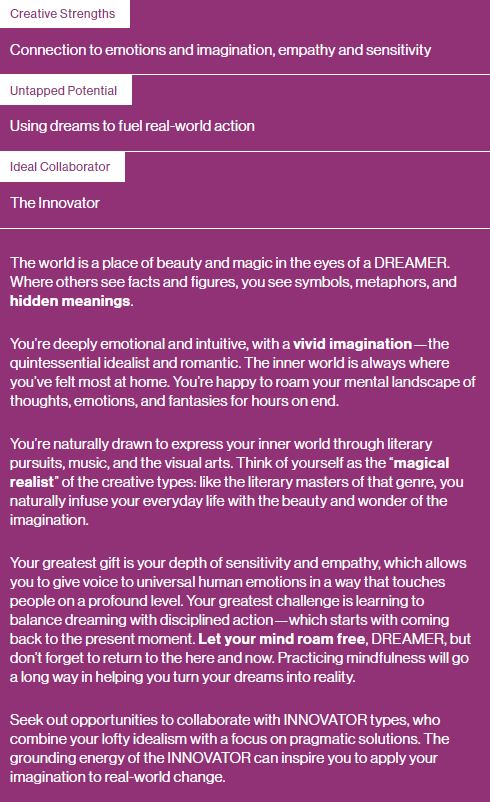 Creative Strengths
Connection to emotions and imagination, empathy and sensitivity
Untapped Potential
Using dreams to fuel real-world action
Ideal Collaborator
The Innovator
The world is a place of beauty and magic in the eyes of a DREAMER.
Where others see facts and figures, you see symbols, metaphors, and
hidden meanings.
You’re deeply emotional and intuitive, with a vivid imagination—the
quintessential idealist and romantic. The inner world is always where
you’ve felt most at home. You’re happy to roam your mental landscape of
thoughts, emotions, and fantasies for hours on end.
You’re naturally drawn to express your inner world through literary
pursuits, music, and the visual arts. Think of yourself as the “magical
realist” of the creative types: like the literary masters of that genre, you
naturally infuse your everyday life with the beauty and wonder of the
imagination.
Your greatest gift is your depth of sensitivity and empathy, which allows
you to give voice to universal human emotions in a way that touches
people on a profound level. Your greatest challenge is learning to
balance dreaming with disciplined action—which starts with coming
back to the present moment. Let your mind roam free, DREAMER, but
don’t forget to return to the here and now. Practicing mindfulness will go
a long way in helping you turn your dreams into reality.
Seek out opportunities to collaborate with INNOVATOR types, who
combine your lofty idealism with a focus on pragmatic solutions. The
grounding energy of the INNOVATOR can inspire you to apply your
imagination to real-world change.